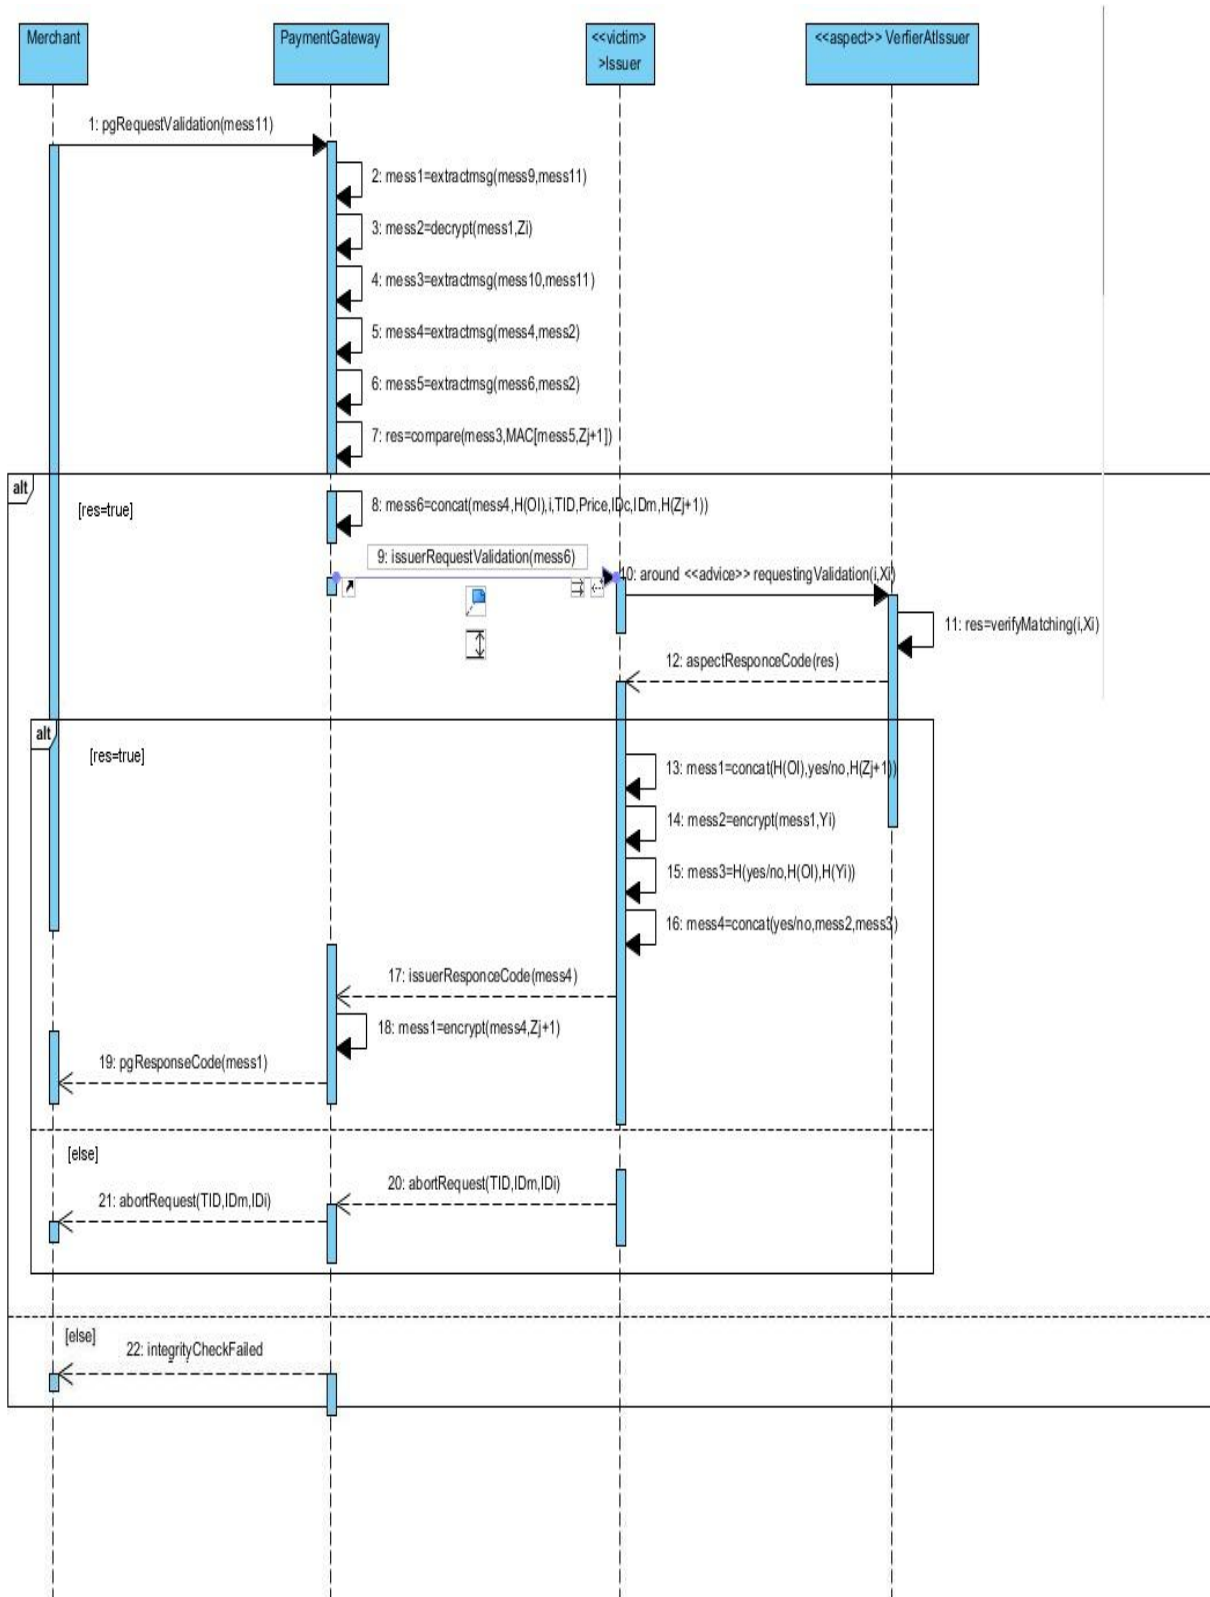 Merchant
PaymentGateway
<<victim>
>Issuer
<<aspect>> VerfierAtIssuer
1: pgRequestValidation(mess11)
2: mess1=extractmsg(mess9,mess11)
3: mess2=decrypt(mess1,Zi)
4: mess3=extractmsg(mess10,mess11)
5: mess4=extractmsg(mess4,mess2)
6: mess5=extractmsg(mess6,mess2)
7: res=compare(mess3,MAC[mess5,Zj+1])
alt
[res=true]
8: mess6=concat(mess4,H(OI),i,TID,Price,IDc,IDm,H(Zj+1))
9: issuerRequestValidation(mess6)
10: around <<advice>> requestingValidation(i,Xi)
11: res=verifyMatching(i,Xi)
12: aspectResponceCode(res)
alt
[res=true]
13: mess1=concat(H(OI),yes/no,H(Zj+1))
14: mess2=encrypt(mess1,Yi)
15: mess3=H(yes/no,H(OI),H(Yi))
16: mess4=concat(yes/no,mess2,mess3)
17: issuerResponceCode(mess4)
18: mess1=encrypt(mess4,Zj+1)
19: pgResponseCode(mess1)
[else]
20: abortRequest(TID,IDm,IDi)
21: abortRequest(TID,IDm,IDi)
[else]
22: integrityCheckFailed